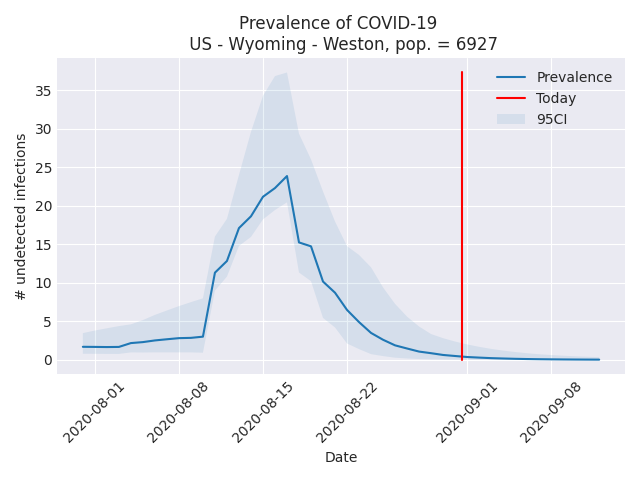 Prevalence of COVID-19
US - Wyoming - Weston, pop. = 6927
Prevalence
Today
95CI
# undetected infections
35
30
25
20
15
10
5
0
2020-08-01
2020-08-08
2020-08-15
2020-08-22
2020-09-01
2020-09-08
Date